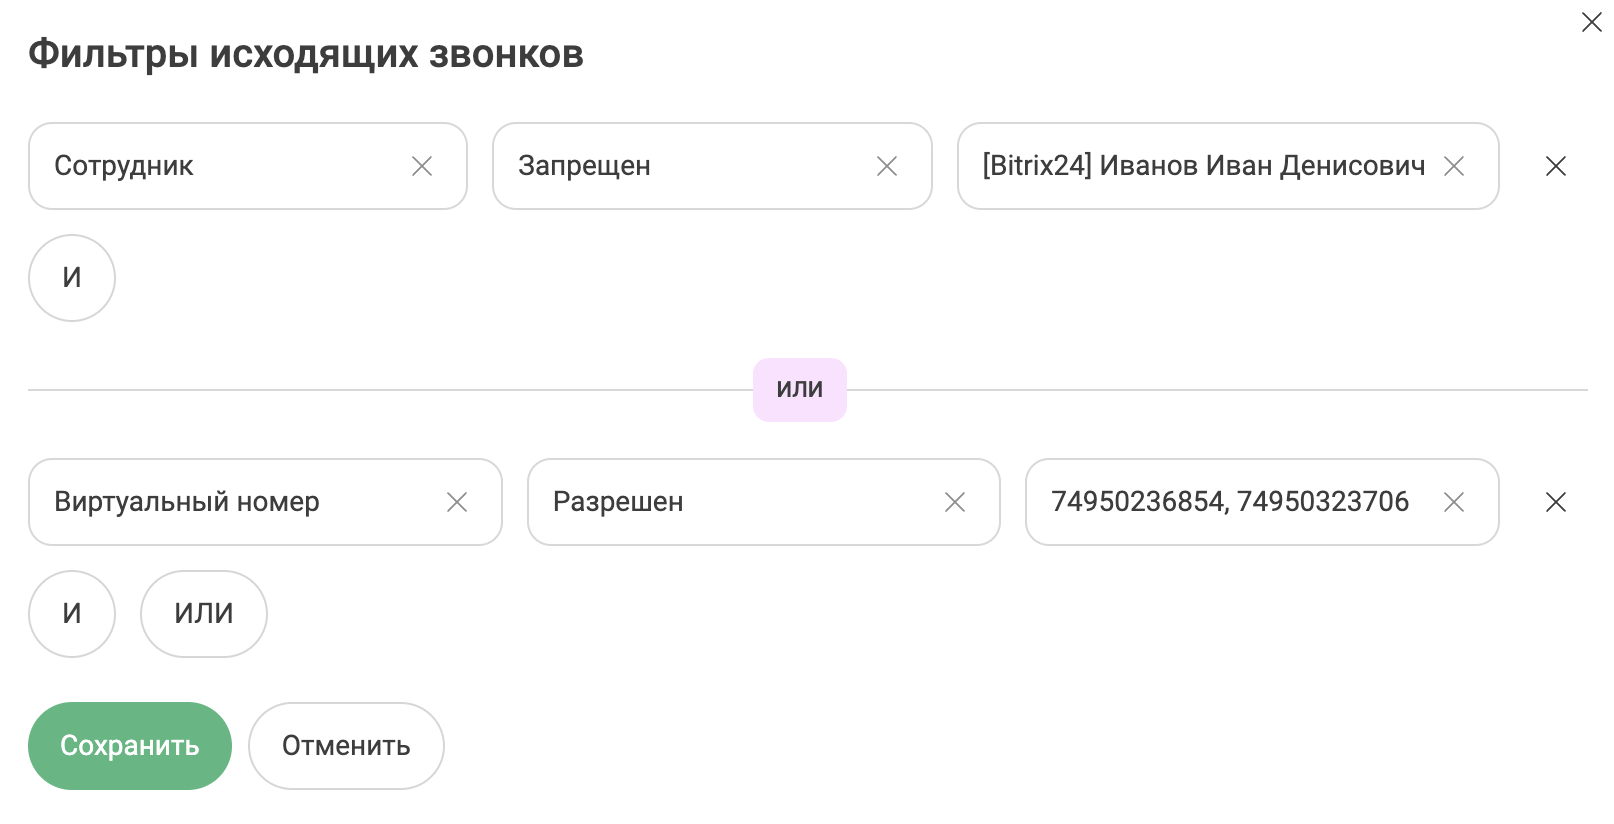 Фильтры исходящих звонков
Сотрудник Запрещен [Bitrix24] Иванов Иван Денисович
И
или
Виртуальный номер Разрешен 74950236854, 74950323706
И ИЛИ
Сохранить Отменить